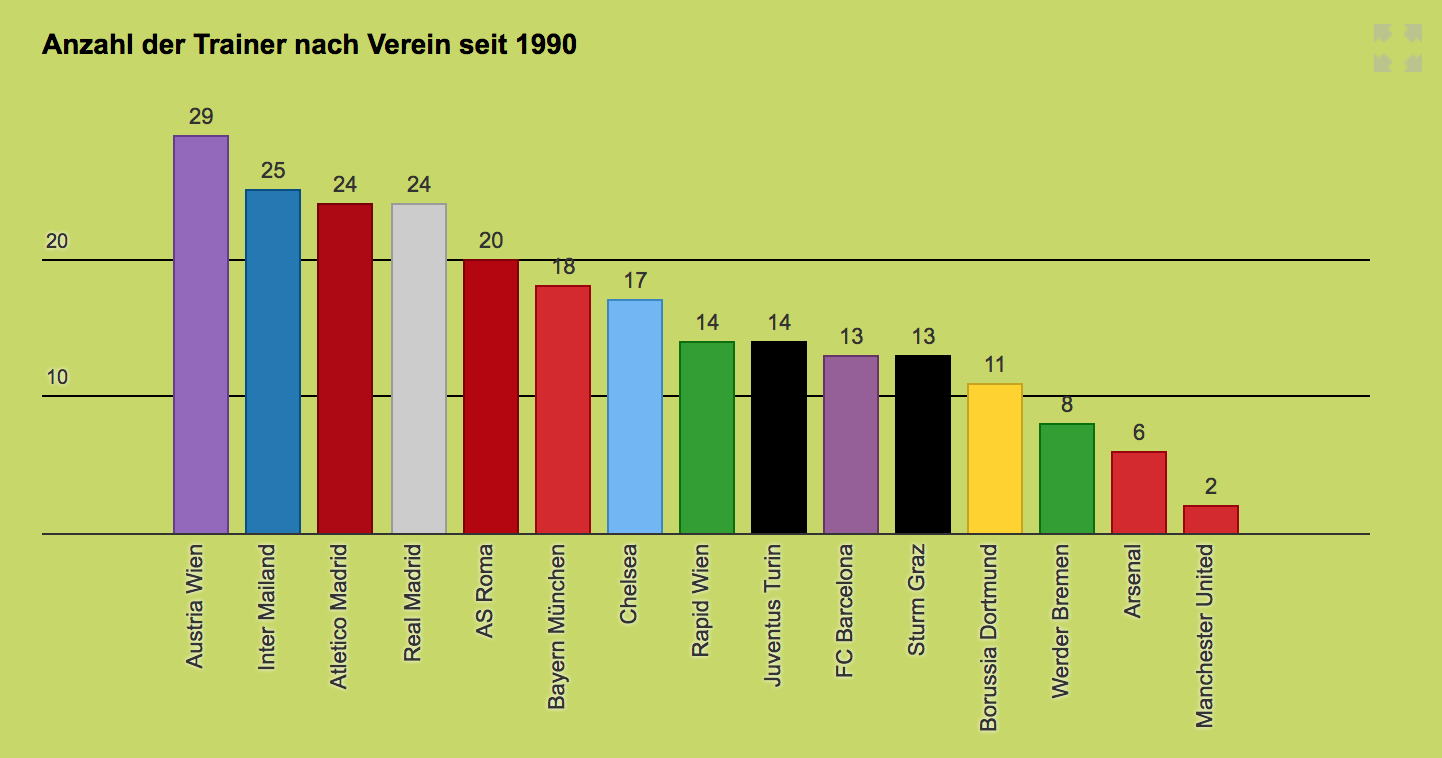 Anzahl der Trainer nach Verein seit 1990
29
25
24
24
20
18
17
14
14
13
13
11
8
6
2
20
10
Austria Wien
Inter Mailand
Atletico Madrid
Real Madrid
AS Roma
Bayern München
Chelsea
Rapid Wien
Juventus Turin
FC Barcelona
Sturm Graz
Borussia Dortmund
Werder Bremen
Arsenal
Manchester United